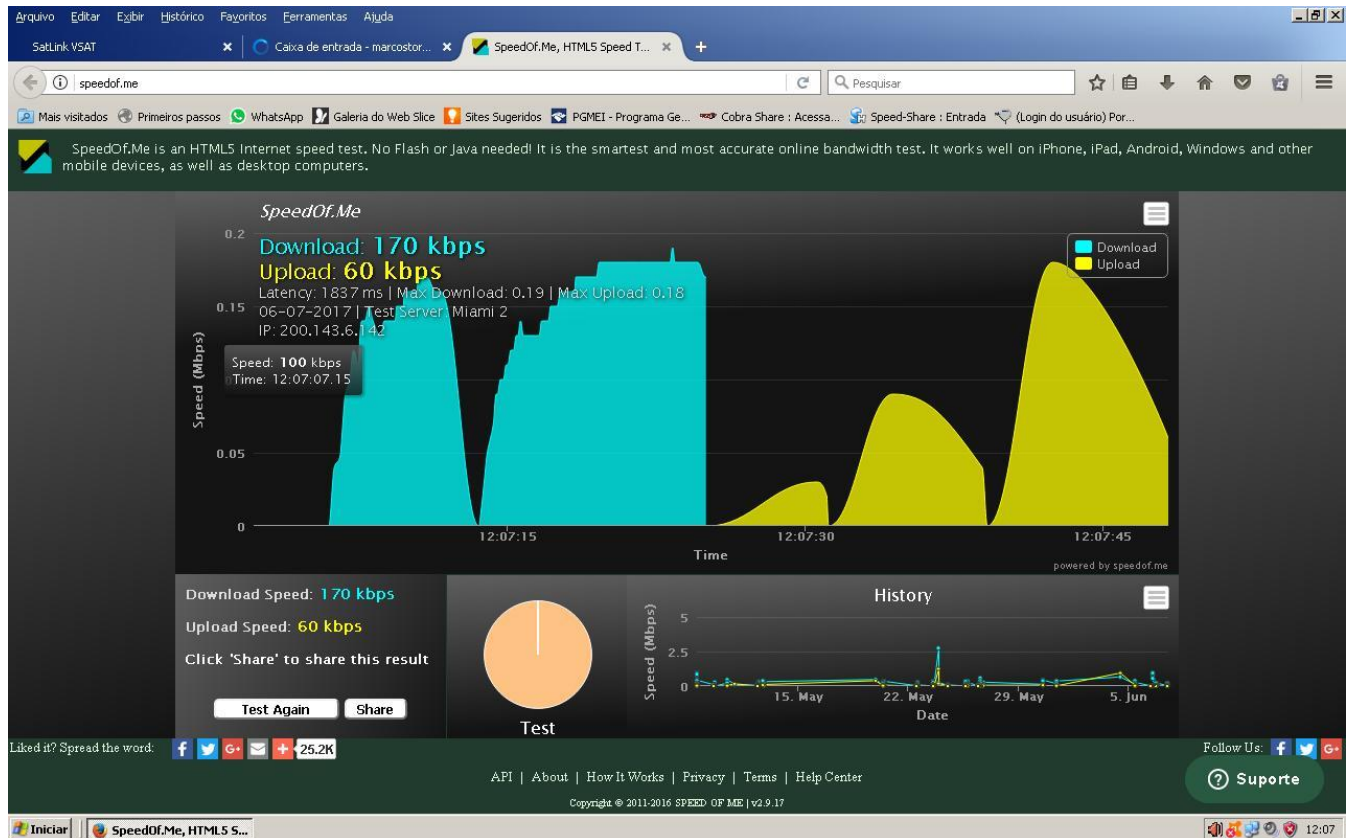 Arquivo Editar Exibir Histórico Favoritos Ferramentas Ajuda
SatLink VSAT
Caixa de entrada - marcostor...
SpeedOf.Me, HTML5 Speed T...
speedof.me
Pesquisar
Mais visitados Primeiros passos WhatsApp Galeria do Web Slice Sites Sugeridos PGMEI - Programa Ge... Cobra Share : Acessa... Speed-Share : Entrada (Login do usuário) Por...
SpeedOf.Me is an HTML5 Internet speed test. No Flash or Java needed! It is the smartest and most accurate online bandwidth test. It works well on iPhone, iPad, Android, Windows and other
mobile devices, as well as desktop computers.
SpeedOf.Me
0.2
Download: 170 kbps
Upload: 60 kbps
Latency: 1837 ms | Max Download: 0.19 | Max Upload: 0.18
06-07-2017 | Test Server: Miami 2
IP: 200.143.6.142
Download
Upload
0.15
Speed: 100 kbps
Time: 12:07:07.15
Speed (Mbps)
0.05
0
12:07:15 12:07:30 12:07:45
Time
powered by speedof.me
Download Speed: 170 kbps
Upload Speed: 60 kbps
Click 'Share' to share this result
Test Again Share
Test
History
Speed (Mbps)
5
2.5
0
15. May 22. May 29. May 5. Jun
Date
Liked it? Spread the word: 25.2K
Follow Us:
API | About | How It Works | Privacy | Terms | Help Center
Suporte
Copyright © 2011-2016 SPEED OF ME | v2.9.17
Iniciar SpeedOf.Me, HTML5 S... 12:07